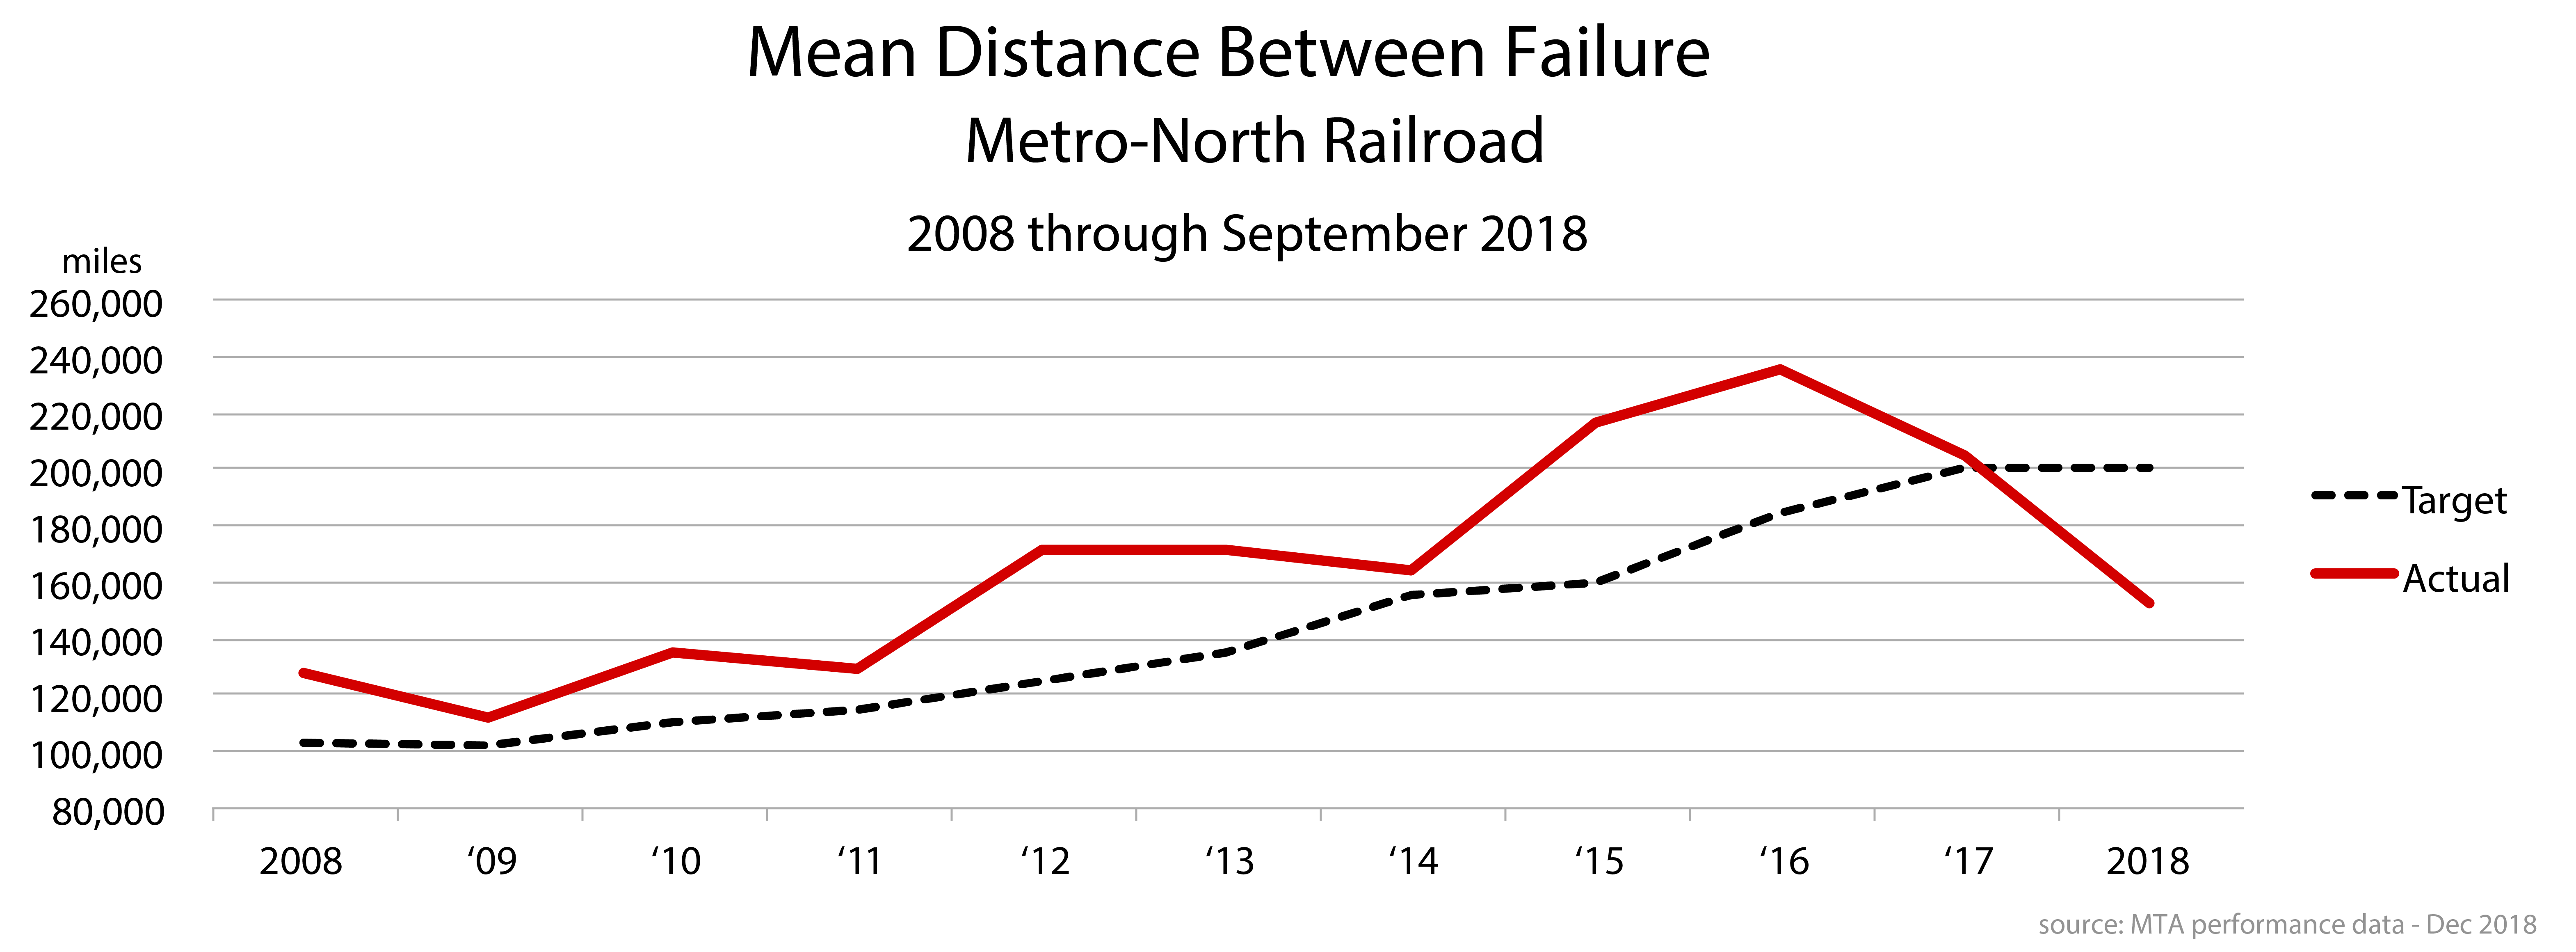 Mean Distance Between Failure
Metro-North Railroad
2008 through September 2018
miles
260,000
240,000
220,000
200,000
180,000
160,000
140,000
120,000
100,000
80,000
2008 ‘09 ‘10 ‘11 ‘12 ‘13 ‘14 ‘15 ‘16 ‘17 2018
Target
Actual
source: MTA performance data - Dec 2018